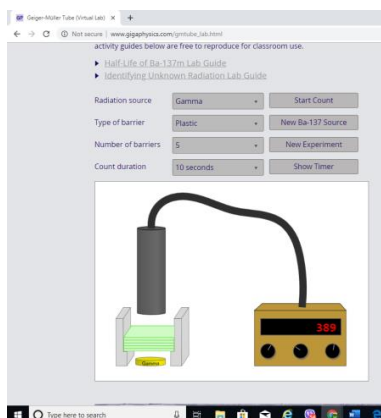 Geiger-Müller Tube (Virtual Lab)
Not secure | www.gigaphysics.com/gmtube_lab.html
activity guides below are free to reproduce for classroom use.
Half-Life of Ba-137m Lab Guide
Identifying Unknown Radiation Lab Guide
Radiation source Gamma Start Count
Type of barrier Plastic New Ba-137 Source
Number of barriers 5 New Experiment
Count duration 10 seconds Show Timer
389
Gamma
Type here to search